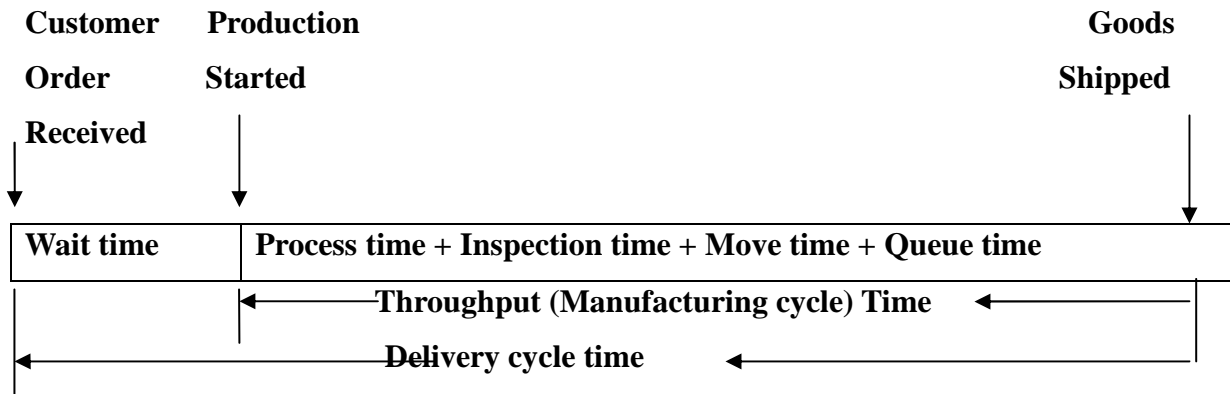 Customer Production Goods
Order Started Shipped
Received
Wait time Process time + Inspection time + Move time + Queue time
Throughput (Manufacturing cycle) Time
Delivery cycle time